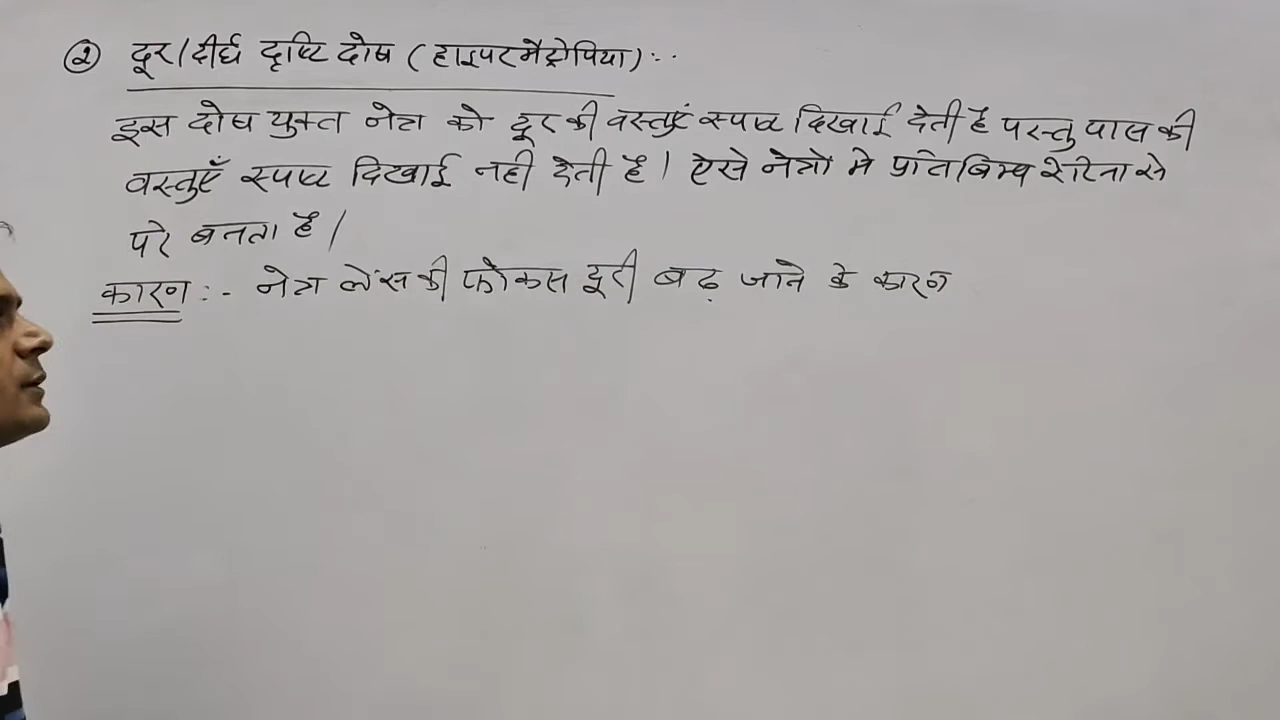 ② दूर/दीर्घ दृष्टि दोष (हाइपरमैट्रोपिया):-
इस दोष युक्त नेत्र को दूर की वस्तुएं स्पष्ट दिखाई देती है परन्तु पास की
वस्तुएँ स्पष्ट दिखाई नही देती है। ऐसे नेत्रो मे प्रतिबिम्ब रेटिना से
परे बनता है।
कारण :- नेत्र लेंस की फोकस दूरी बढ़ जाने के कारण